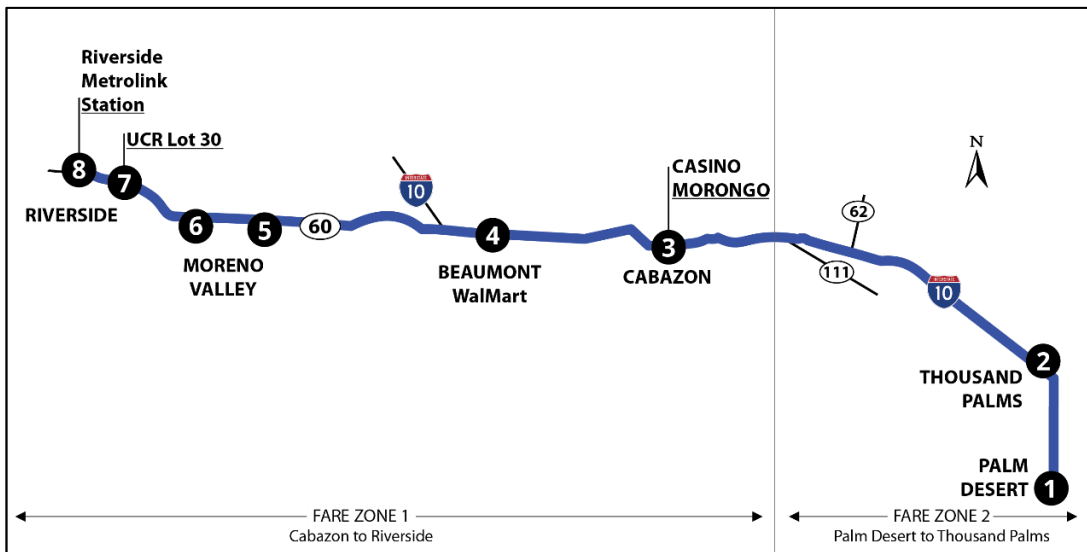 Riverside
Metrolink
Station
UCR Lot 30
8
7
RIVERSIDE
6
5
60
MORENO
VALLEY
INTERSTATE
10
4
BEAUMONT
WalMart
CASINO
MORONGO
3
CABAZON
N
62
111
INTERSTATE
10
2
THOUSAND
PALMS
PALM
DESERT
1
FARE ZONE 1
Cabazon to Riverside
FARE ZONE 2
Palm Desert to Thousand Palms